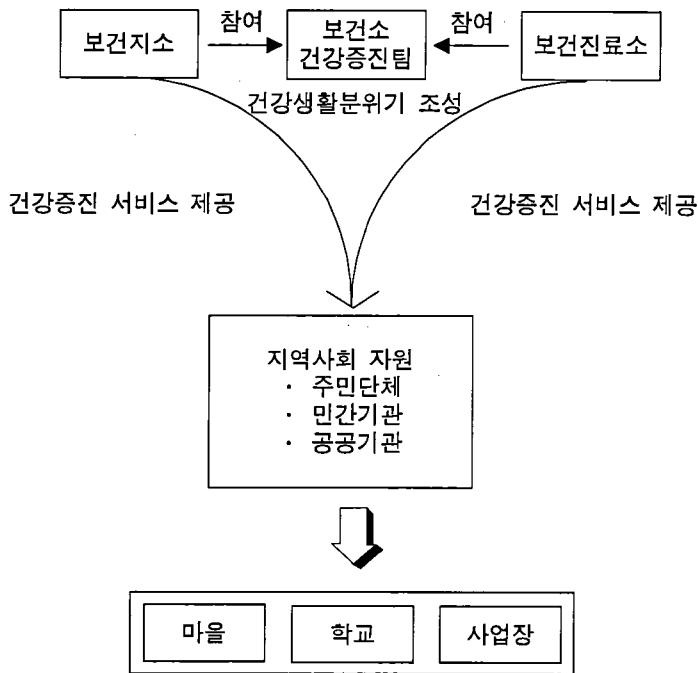 참여
참여
보건지소
보건소
건강증진팀
보건진료소
건강생활분위기 조성
건강증진 서비스 제공
건강증진 서비스 제공
지역사회 자원
· 주민단체
· 민간기관
· 공공기관
마을
학교
사업장